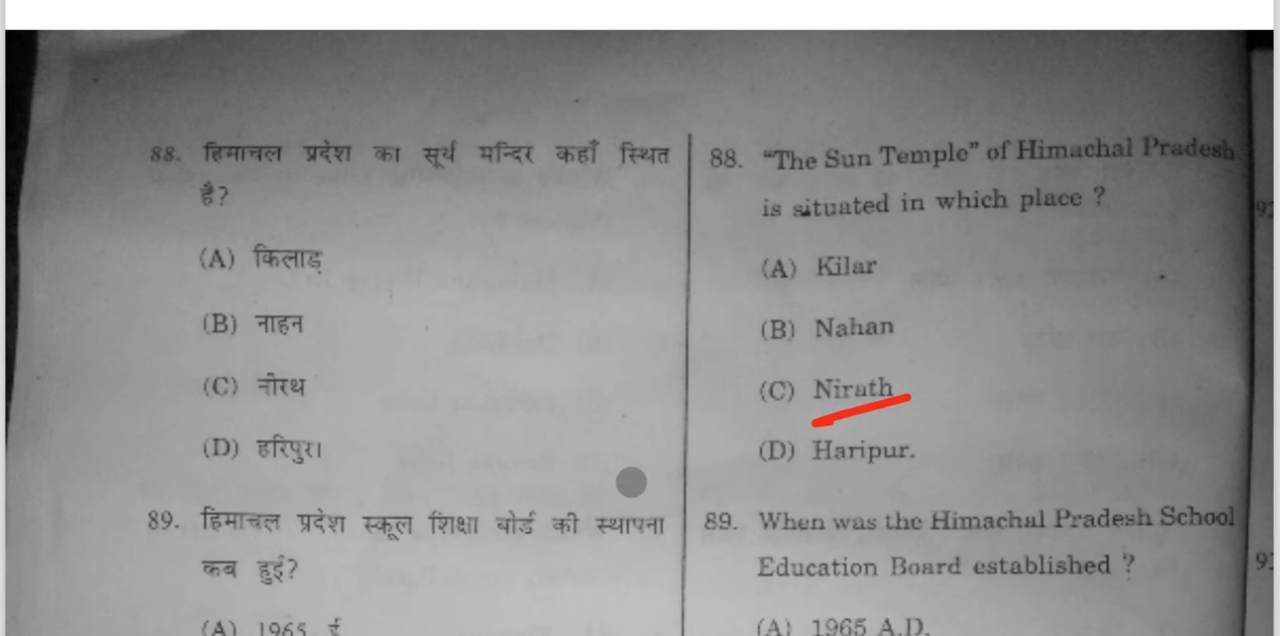 88. हिमाचल प्रदेश का सूर्य मन्दिर कहाँ स्थित
है?
(A) किलाड़
(B) नाहन
(C) नीरथ
(D) हरिपुर।
89. हिमाचल प्रदेश स्कूल शिक्षा बोर्ड की स्थापना
कब हुई?
(A) 1965 ई
88. "The Sun Temple" of Himachal Pradesh
is situated in which place ?
(A) Kilar
(B) Nahan
(C) Nirath
(D) Haripur.
89. When was the Himachal Pradesh School
Education Board established ?
(A) 1965 A.D.